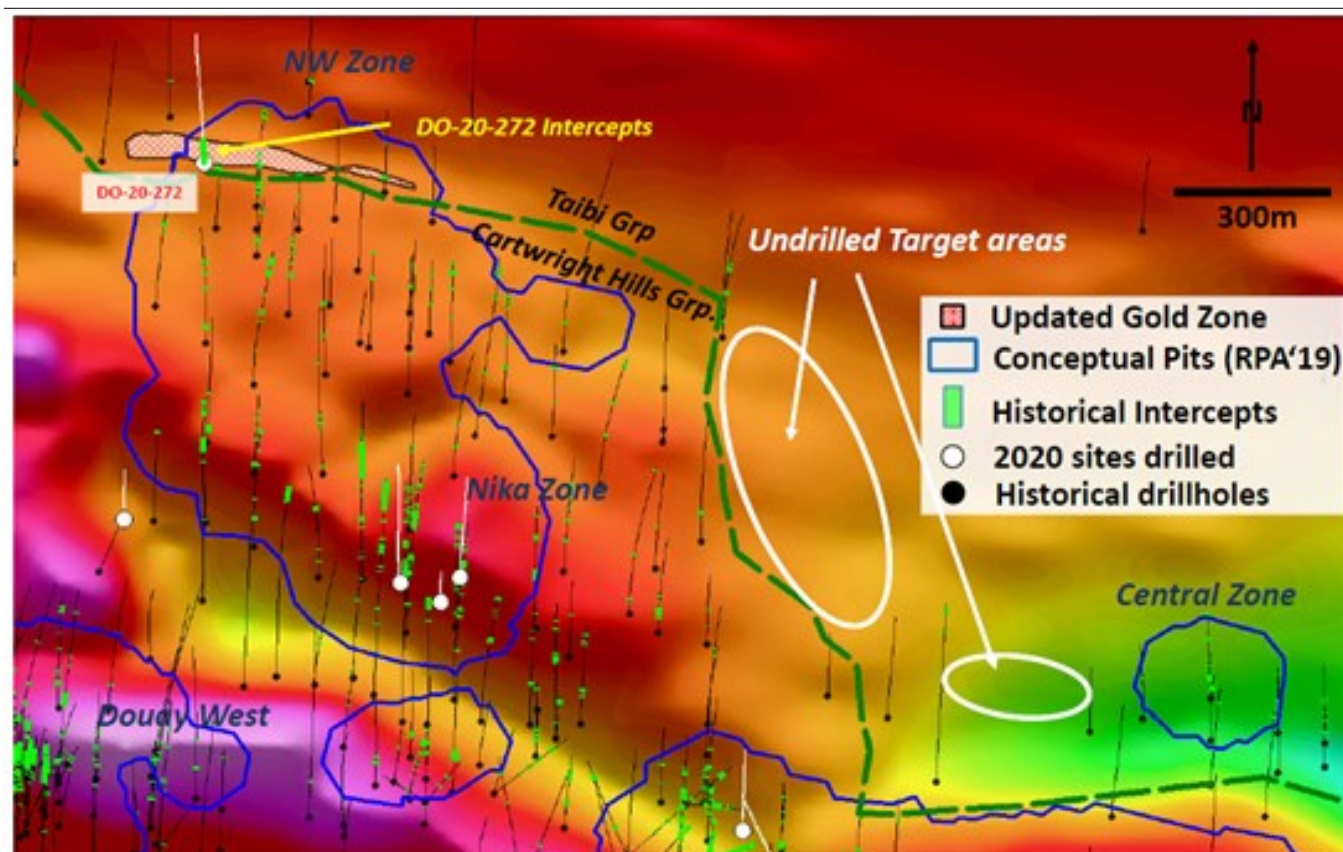 NW Zone
N
DO-20-272 Intercepts
DO-20-272
300m
Taibi Grp
Cartwright Hills Grp.
Undrilled Target areas
Updated Gold Zone
Conceptual Pits (RPA‘19)
Historical Intercepts
2020 sites drilled
Historical drillholes
Nika Zone
Central Zone
Douay West